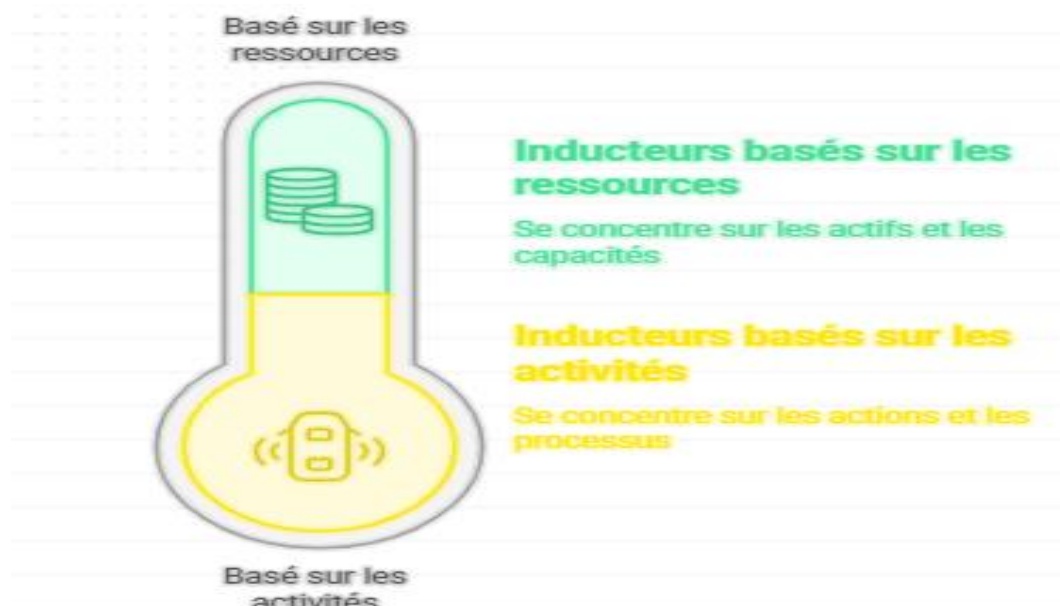 Basé sur les
ressources
Inducteurs basés sur les
ressources
Se concentre sur les actifs et les
capacités
Inducteurs basés sur les
activités
Se concentre sur les actions et les
processus
Basé sur les
activités